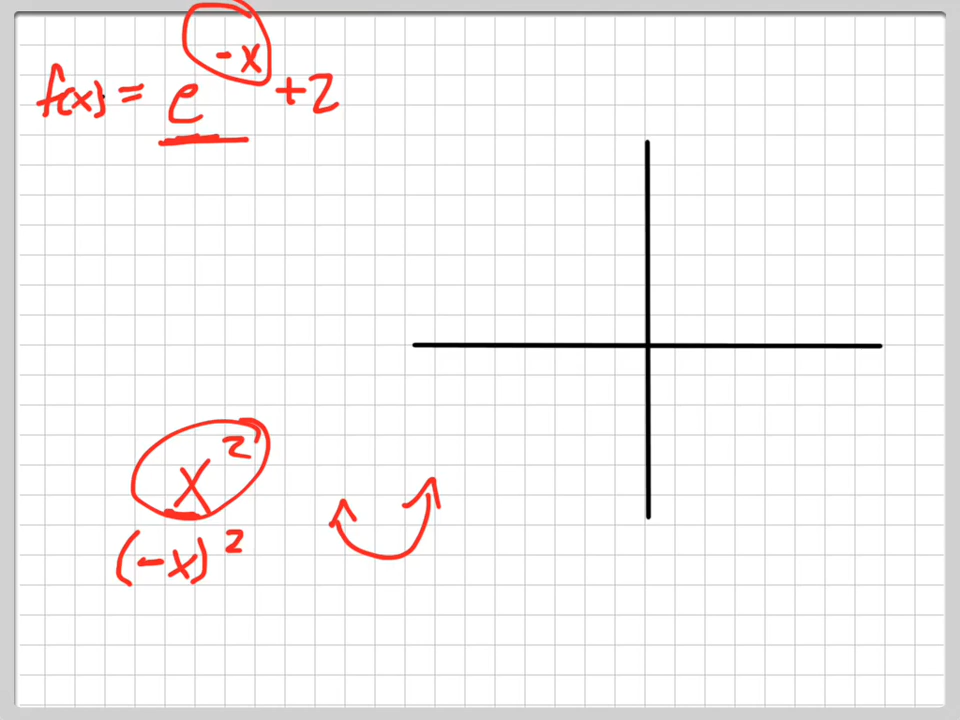 f(x) = e^-x + 2
x^2
(-x)^2